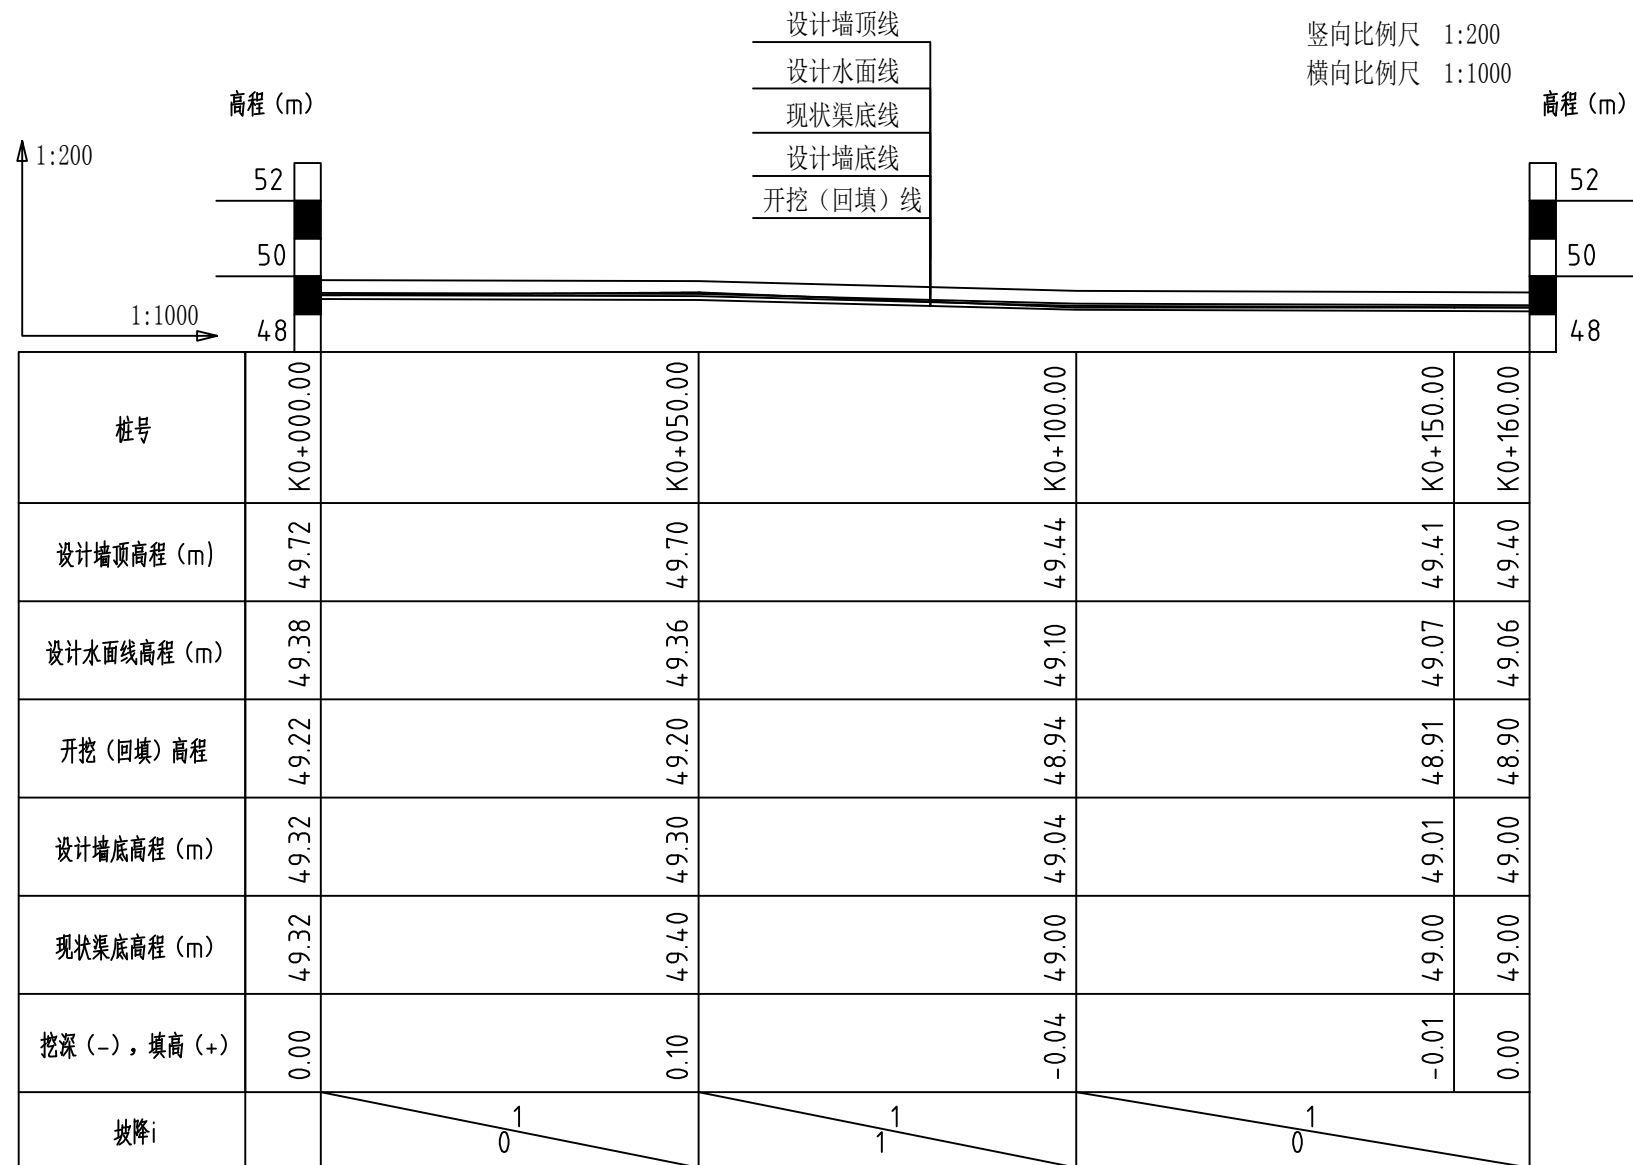 设计墙顶线
设计水面线
现状渠底线
设计墙底线
开挖（回填）线
竖向比例尺 1:200
横向比例尺 1:1000
高程（m） 高程（m）
1:200
1:1000
52 52
50 50
48 48
桩号 K0+000.00 K0+050.00 K0+100.00 K0+150.00 K0+160.00
设计墙顶高程（m） 49.72 49.70 49.44 49.41 49.40
设计水面线高程（m） 49.38 49.36 49.10 49.07 49.06
开挖（回填）高程 49.22 49.20 48.94 48.91 48.90
设计墙底高程（m） 49.32 49.30 49.04 49.01 49.00
现状渠底高程（m） 49.32 49.40 49.00 49.00 49.00
挖深（-），填高（+） 0.00 0.10 -0.04 -0.01 0.00
坡降i 1 1 1
0 1 0